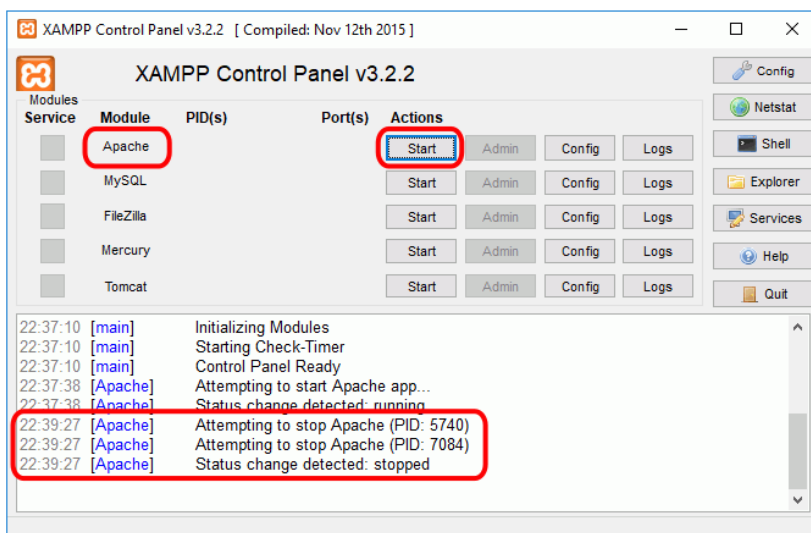 XAMPP Control Panel v3.2.2 [ Compiled: Nov 12th 2015 ]
XAMPP Control Panel v3.2.2
Config
Modules
Service Module PID(s) Port(s) Actions
Netstat
Apache Start Admin Config Logs
Shell
MySQL Start Admin Config Logs
Explorer
FileZilla Start Admin Config Logs
Services
Mercury Start Admin Config Logs
Help
Tomcat Start Admin Config Logs
Quit
22:37:10 [main] Initializing Modules
22:37:10 [main] Starting Check-Timer
22:37:10 [main] Control Panel Ready
22:37:38 [Apache] Attempting to start Apache app...
22:37:38 [Apache] Status change detected: running
22:39:27 [Apache] Attempting to stop Apache (PID: 5740)
22:39:27 [Apache] Attempting to stop Apache (PID: 7084)
22:39:27 [Apache] Status change detected: stopped